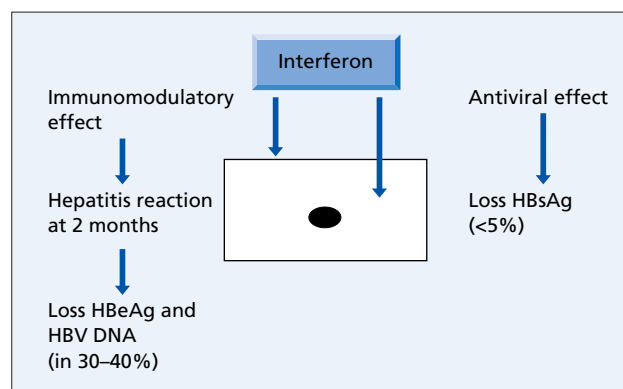 Interferon
Immunomodulatory
effect
Hepatitis reaction
at 2 months
Loss HBeAg and
HBV DNA
(in 30–40%)
Antiviral effect
Loss HBsAg
(<5%)